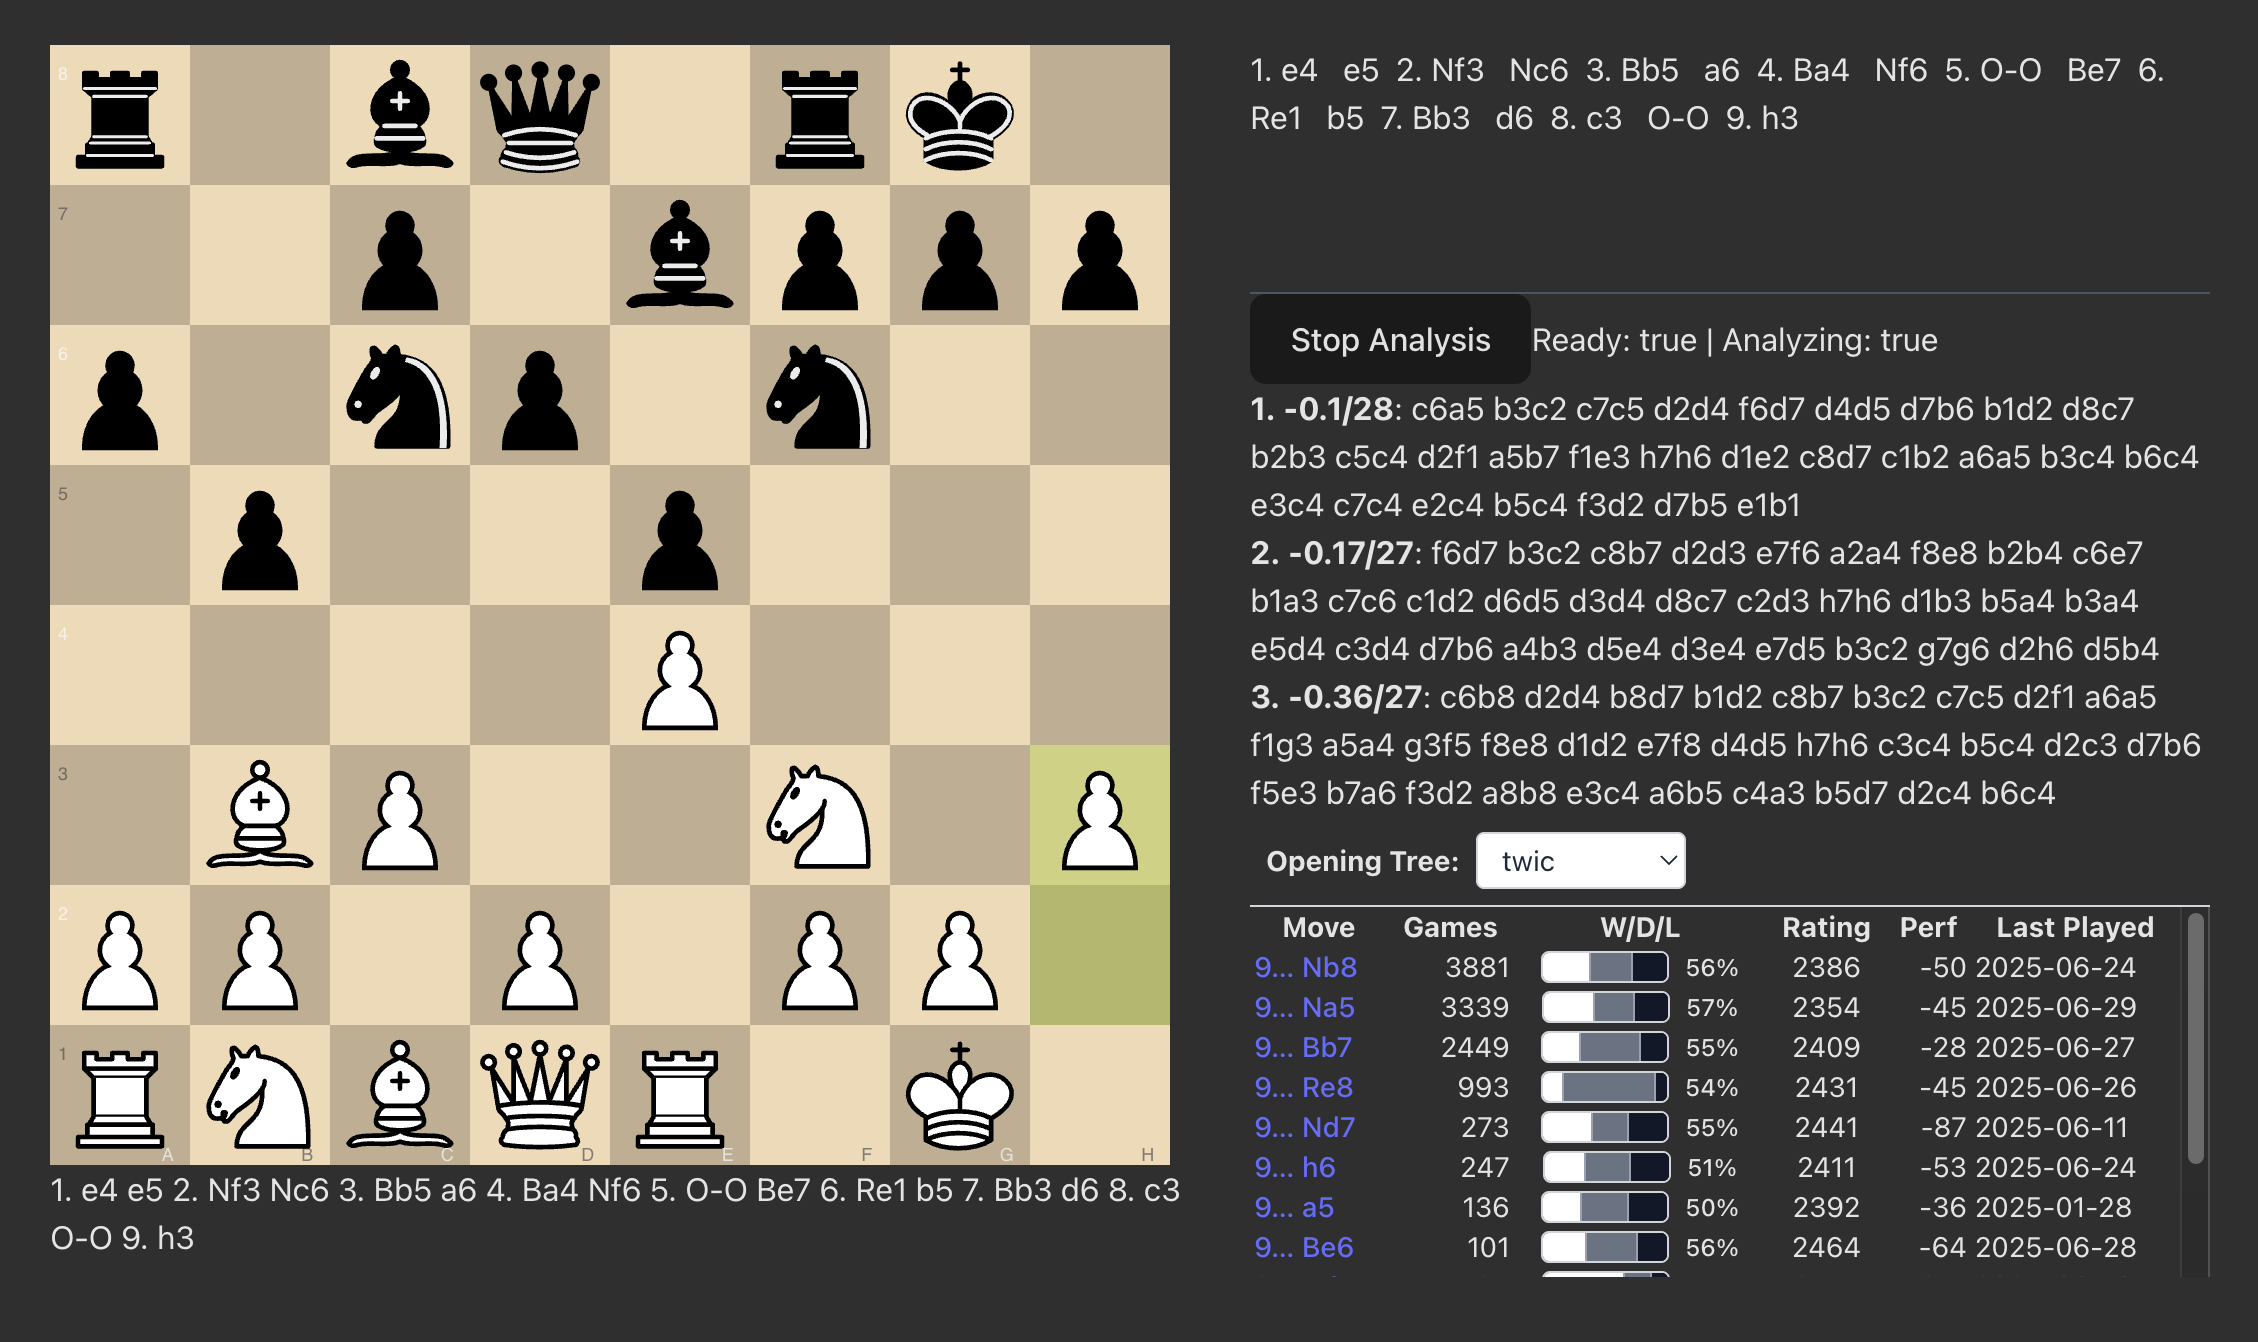 8
7
6
5
4
3
2
1
A B C D E F G H
1. e4 e5 2. Nf3 Nc6 3. Bb5 a6 4. Ba4 Nf6 5. O-O Be7 6. Re1 b5 7. Bb3 d6 8. c3
O-O 9. h3
1. e4 e5 2. Nf3 Nc6 3. Bb5 a6 4. Ba4 Nf6 5. O-O Be7 6.
Re1 b5 7. Bb3 d6 8. c3 O-O 9. h3
Stop Analysis Ready: true | Analyzing: true
1. -0.1/28: c6a5 b3c2 c7c5 d2d4 f6d7 d4d5 d7b6 b1d2 d8c7
b2b3 c5c4 d2f1 a5b7 f1e3 h7h6 d1e2 c8d7 c1b2 a6a5 b3c4 b6c4
e3c4 c7c4 e2c4 b5c4 f3d2 d7b5 e1b1
2. -0.17/27: f6d7 b3c2 c8b7 d2d3 e7f6 a2a4 f8e8 b2b4 c6e7
b1a3 c7c6 c1d2 d6d5 d3d4 d8c7 c2d3 h7h6 d1b3 b5a4 b3a4
e5d4 c3d4 d7b6 a4b3 d5e4 d3e4 e7d5 b3c2 g7g6 d2h6 d5b4
3. -0.36/27: c6b8 d2d4 b8d7 b1d2 c8b7 b3c2 c7c5 d2f1 a6a5
f1g3 a5a4 g3f5 f8e8 d1d2 e7f8 d4d5 h7h6 c3c4 b5c4 d2c3 d7b6
f5e3 b7a6 f3d2 a8b8 e3c4 a6b5 c4a3 b5d7 d2c4 b6c4
Opening Tree: twic
Move Games W/D/L Rating Perf Last Played
9... Nb8 3881 56% 2386 -50 2025-06-24
9... Na5 3339 57% 2354 -45 2025-06-29
9... Bb7 2449 55% 2409 -28 2025-06-27
9... Re8 993 54% 2431 -45 2025-06-26
9... Nd7 273 55% 2441 -87 2025-06-11
9... h6 247 51% 2411 -53 2025-06-24
9... a5 136 50% 2392 -36 2025-01-28
9... Be6 101 56% 2464 -64 2025-06-28